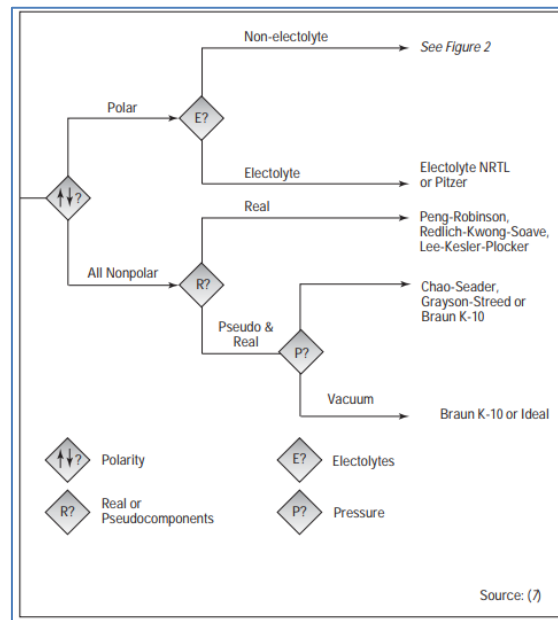 Non-electolyte
See Figure 2
Polar
E?
Electolyte
Electolyte NRTL
or Pitzer
?
Real
Peng-Robinson,
Redlich-Kwong-Soave,
Lee-Kesler-Plocker
All Nonpolar
R?
Chao-Seader,
Grayson-Streed or
Braun K-10
Pseudo &
Real
P?
Vacuum
Braun K-10 or Ideal
? Polarity
E? Electolytes
R? Real or
Pseudocomponents
P? Pressure
Source: (7)